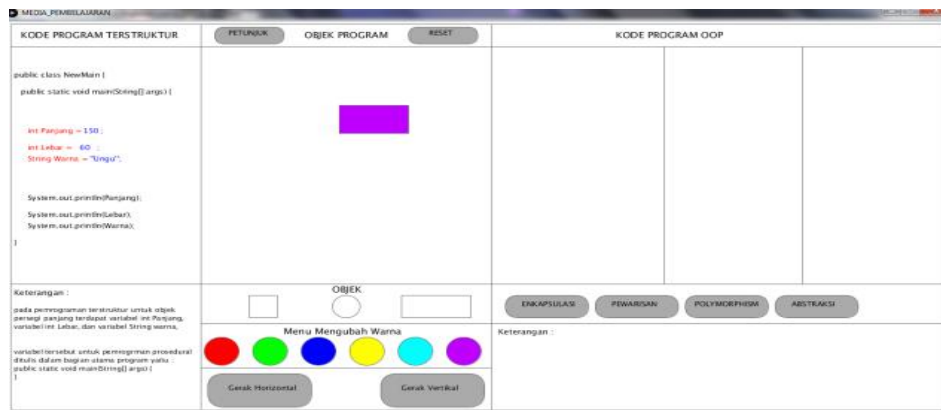 MEDIA_PEMBELAJARAN
KODE PROGRAM TERSTRUKTUR
PETUNJUK
OBJEK PROGRAM
RESET
KODE PROGRAM OOP
public class NewMain {
public static void main(String[] args) {
int Panjang = 150 ;
int Lebar = 60 ;
String Warna = "Ungu";
System.out.println(Panjang);
System.out.println(Lebar);
System.out.println(Warna);
}
Keterangan :
pada pemrograman terstruktur untuk objek
persegi panjang terdapat variabel int Panjang,
variabel int Lebar, dan variabel String warna,
variabel tersebut untuk pemrogrman prosedural
ditulis dalam bagian utama program yaitu :
public static void main(String[] args) {
}
OBJEK
Menu Mengubah Warna
Gerak Horizontal
Gerak Vertikal
ENKAPSULASI
PEWARISAN
POLYMORPHISM
ABSTRAKSI
Keterangan :